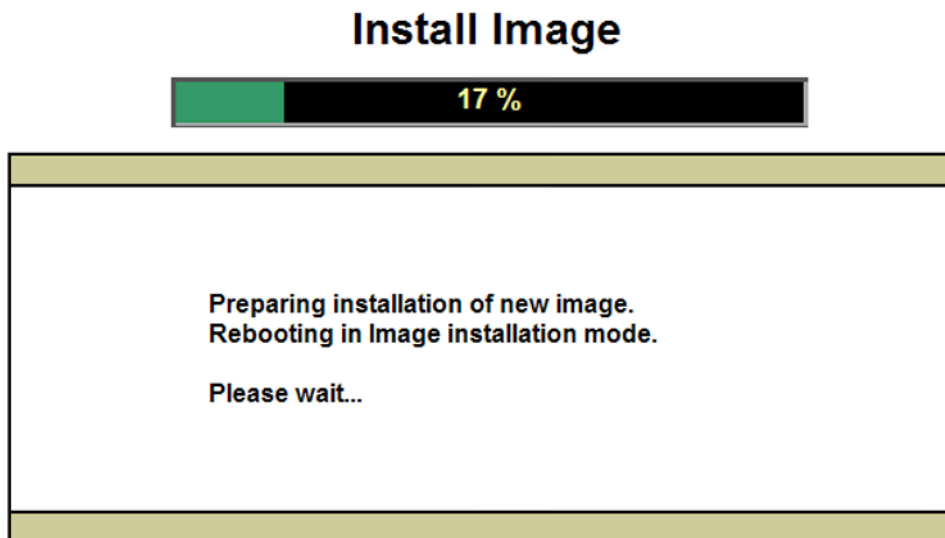 Install Image
17 %
Preparing installation of new image.
Rebooting in Image installation mode.
Please wait...